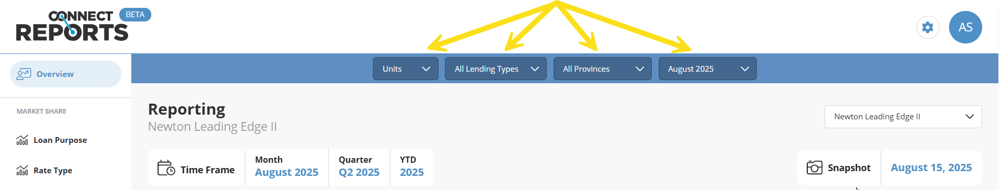 CONNECT
REPORTS
BETA
AS
Units
All Lending Types
All Provinces
August 2025
Overview
MARKET SHARE
Loan Purpose
Rate Type
Reporting
Newton Leading Edge II
Newton Leading Edge II
Time Frame
Month
August 2025
Quarter
Q2 2025
YTD
2025
Snapshot
August 15, 2025